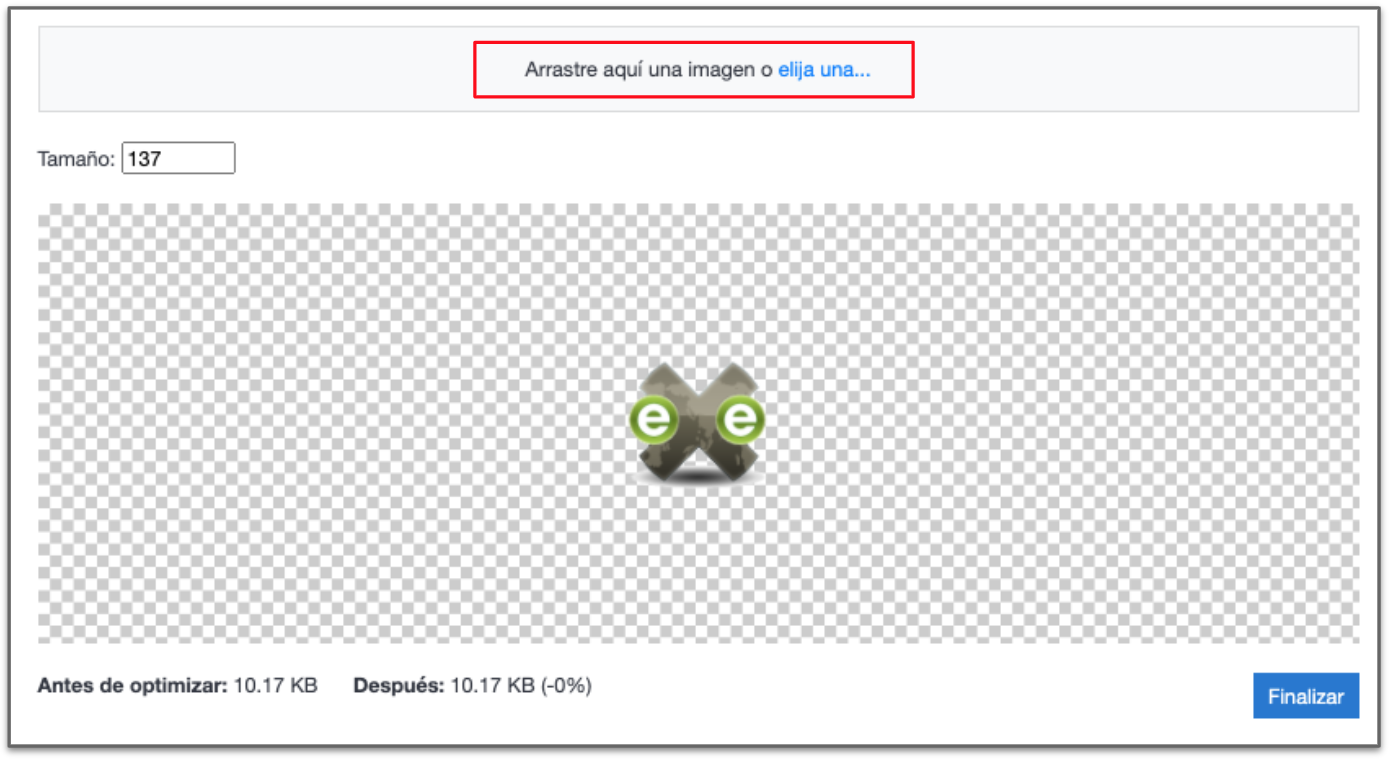 Arrastre aquí una imagen o elija una...
Tamaño: 137
e e
Antes de optimizar: 10.17 KB Después: 10.17 KB (-0%)
Finalizar